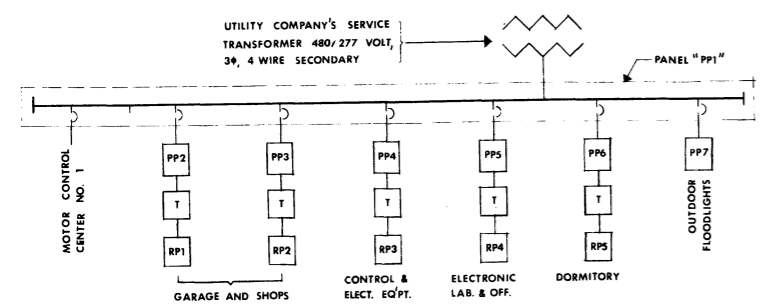 UTILITY COMPANY'S SERVICE
TRANSFORMER 480/277 VOLT,
3Φ, 4 WIRE SECONDARY
PANEL "PP1"
MOTOR CONTROL
CENTER NO. 1
PP2
PP3
PP4
PP5
PP6
PP7
T
T
T
T
T
RP1
RP2
RP3
RP4
RP5
OUTDOOR
FLOODLIGHTS
GARAGE AND SHOPS
CONTROL &
ELECT. EQ'PT.
ELECTRONIC
LAB. & OFF.
DORMITORY